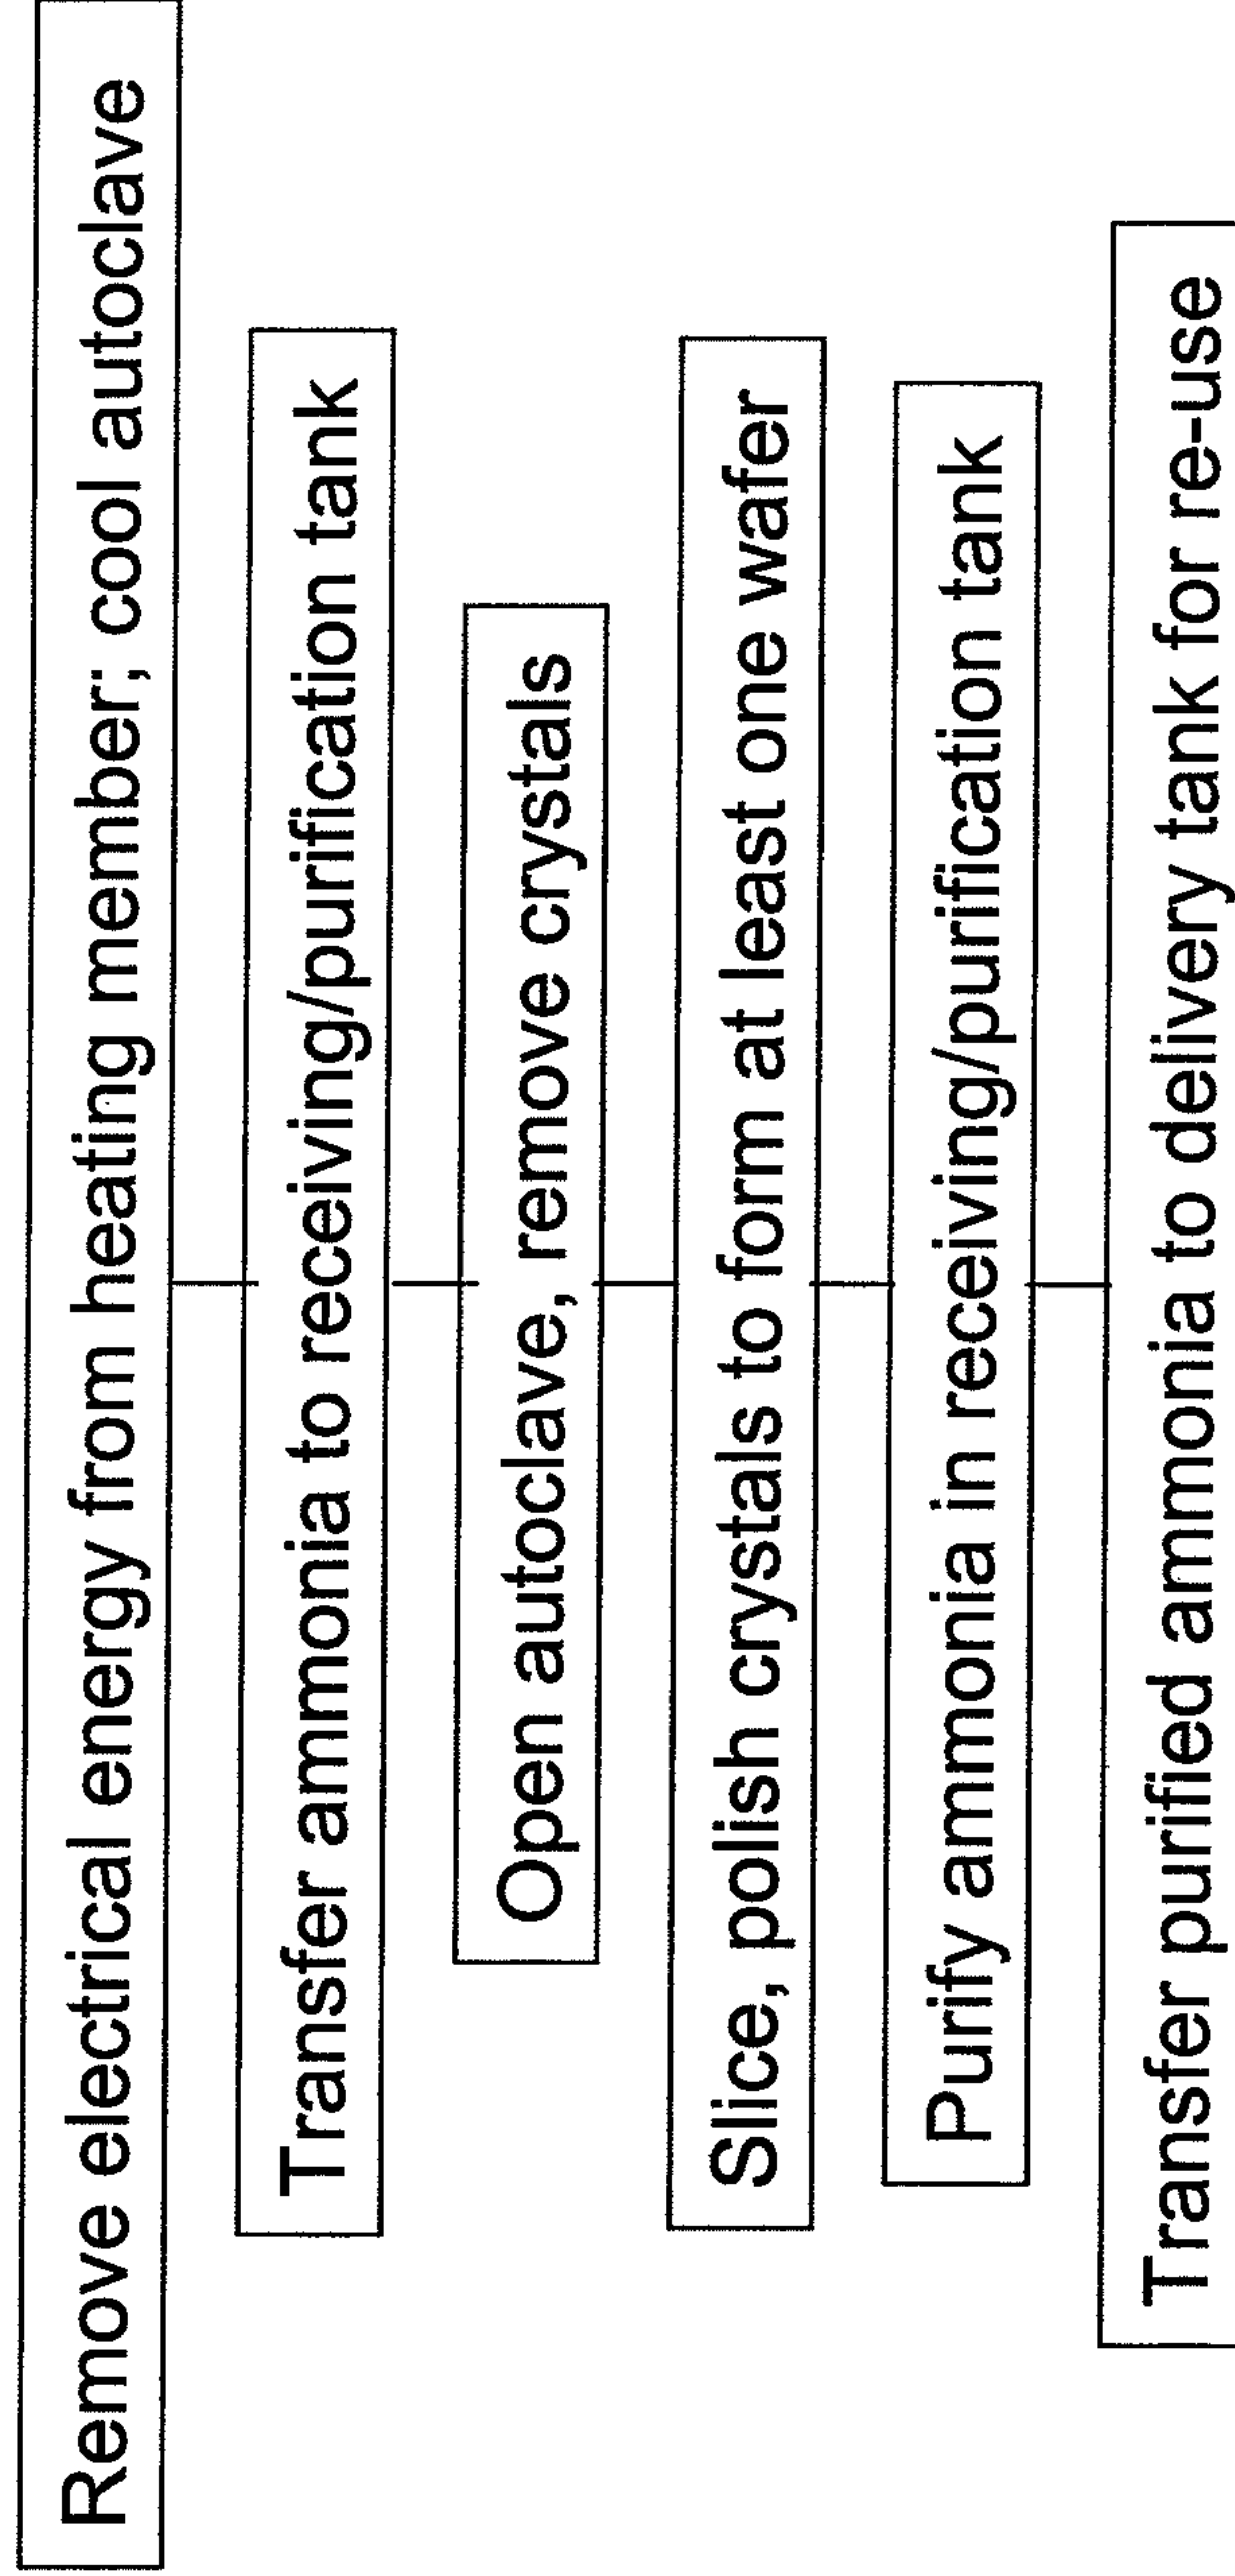 Remove electrical energy from heating member; cool autoclave
Transfer ammonia to receiving/purification tank
Open autoclave, remove crystals
Slice, polish crystals to form at least one wafer
Purify ammonia in receiving/purification tank
Transfer purified ammonia to delivery tank for re-use